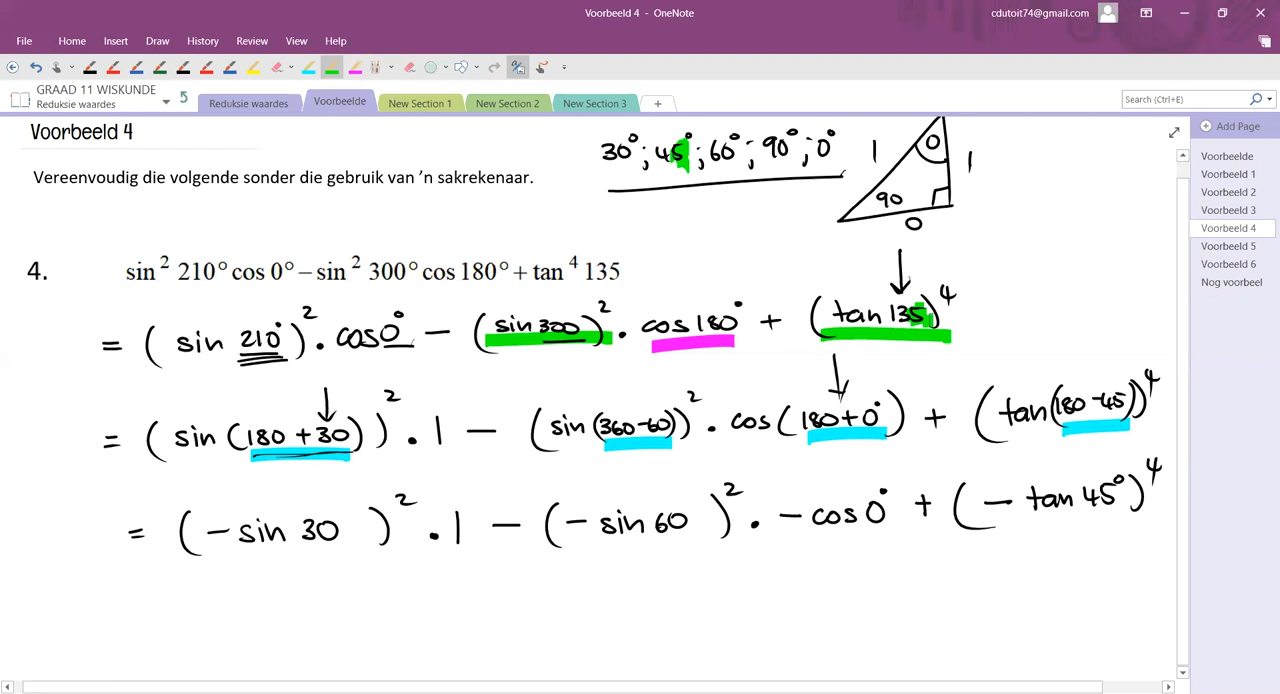 Voorbeeld 4 - OneNote
cdutoit74@gmail.com
File Home Insert Draw History Review View Help
GRAAD 11 WISKUNDE
Reduksie waardes
Reduksie waardes Voorbeelde New Section 1 New Section 2 New Section 3 +
Search (Ctrl+E)
Add Page
Voorbeelde
Voorbeeld 1
Voorbeeld 2
Voorbeeld 3
Voorbeeld 4
Voorbeeld 5
Voorbeeld 6
Nog voorbeel
Voorbeeld 4
30° ; 45° ; 60° ; 90° ; 0°
1 0 1
90
0
Vereenvoudig die volgende sonder die gebruik van ’n sakrekenaar.
4. sin² 210° cos 0° – sin² 300° cos 180° + tan⁴ 135
= (sin 210°)² . cos 0° – (sin 300)² . cos 180° + (tan 135)⁴
= (sin (180 + 30))² . 1 – (sin (360-60))² . cos (180+0°) + (tan(180-45))⁴
= (- sin 30 )² . 1 – (- sin 60 )² . - cos 0° + (- tan 45°)⁴